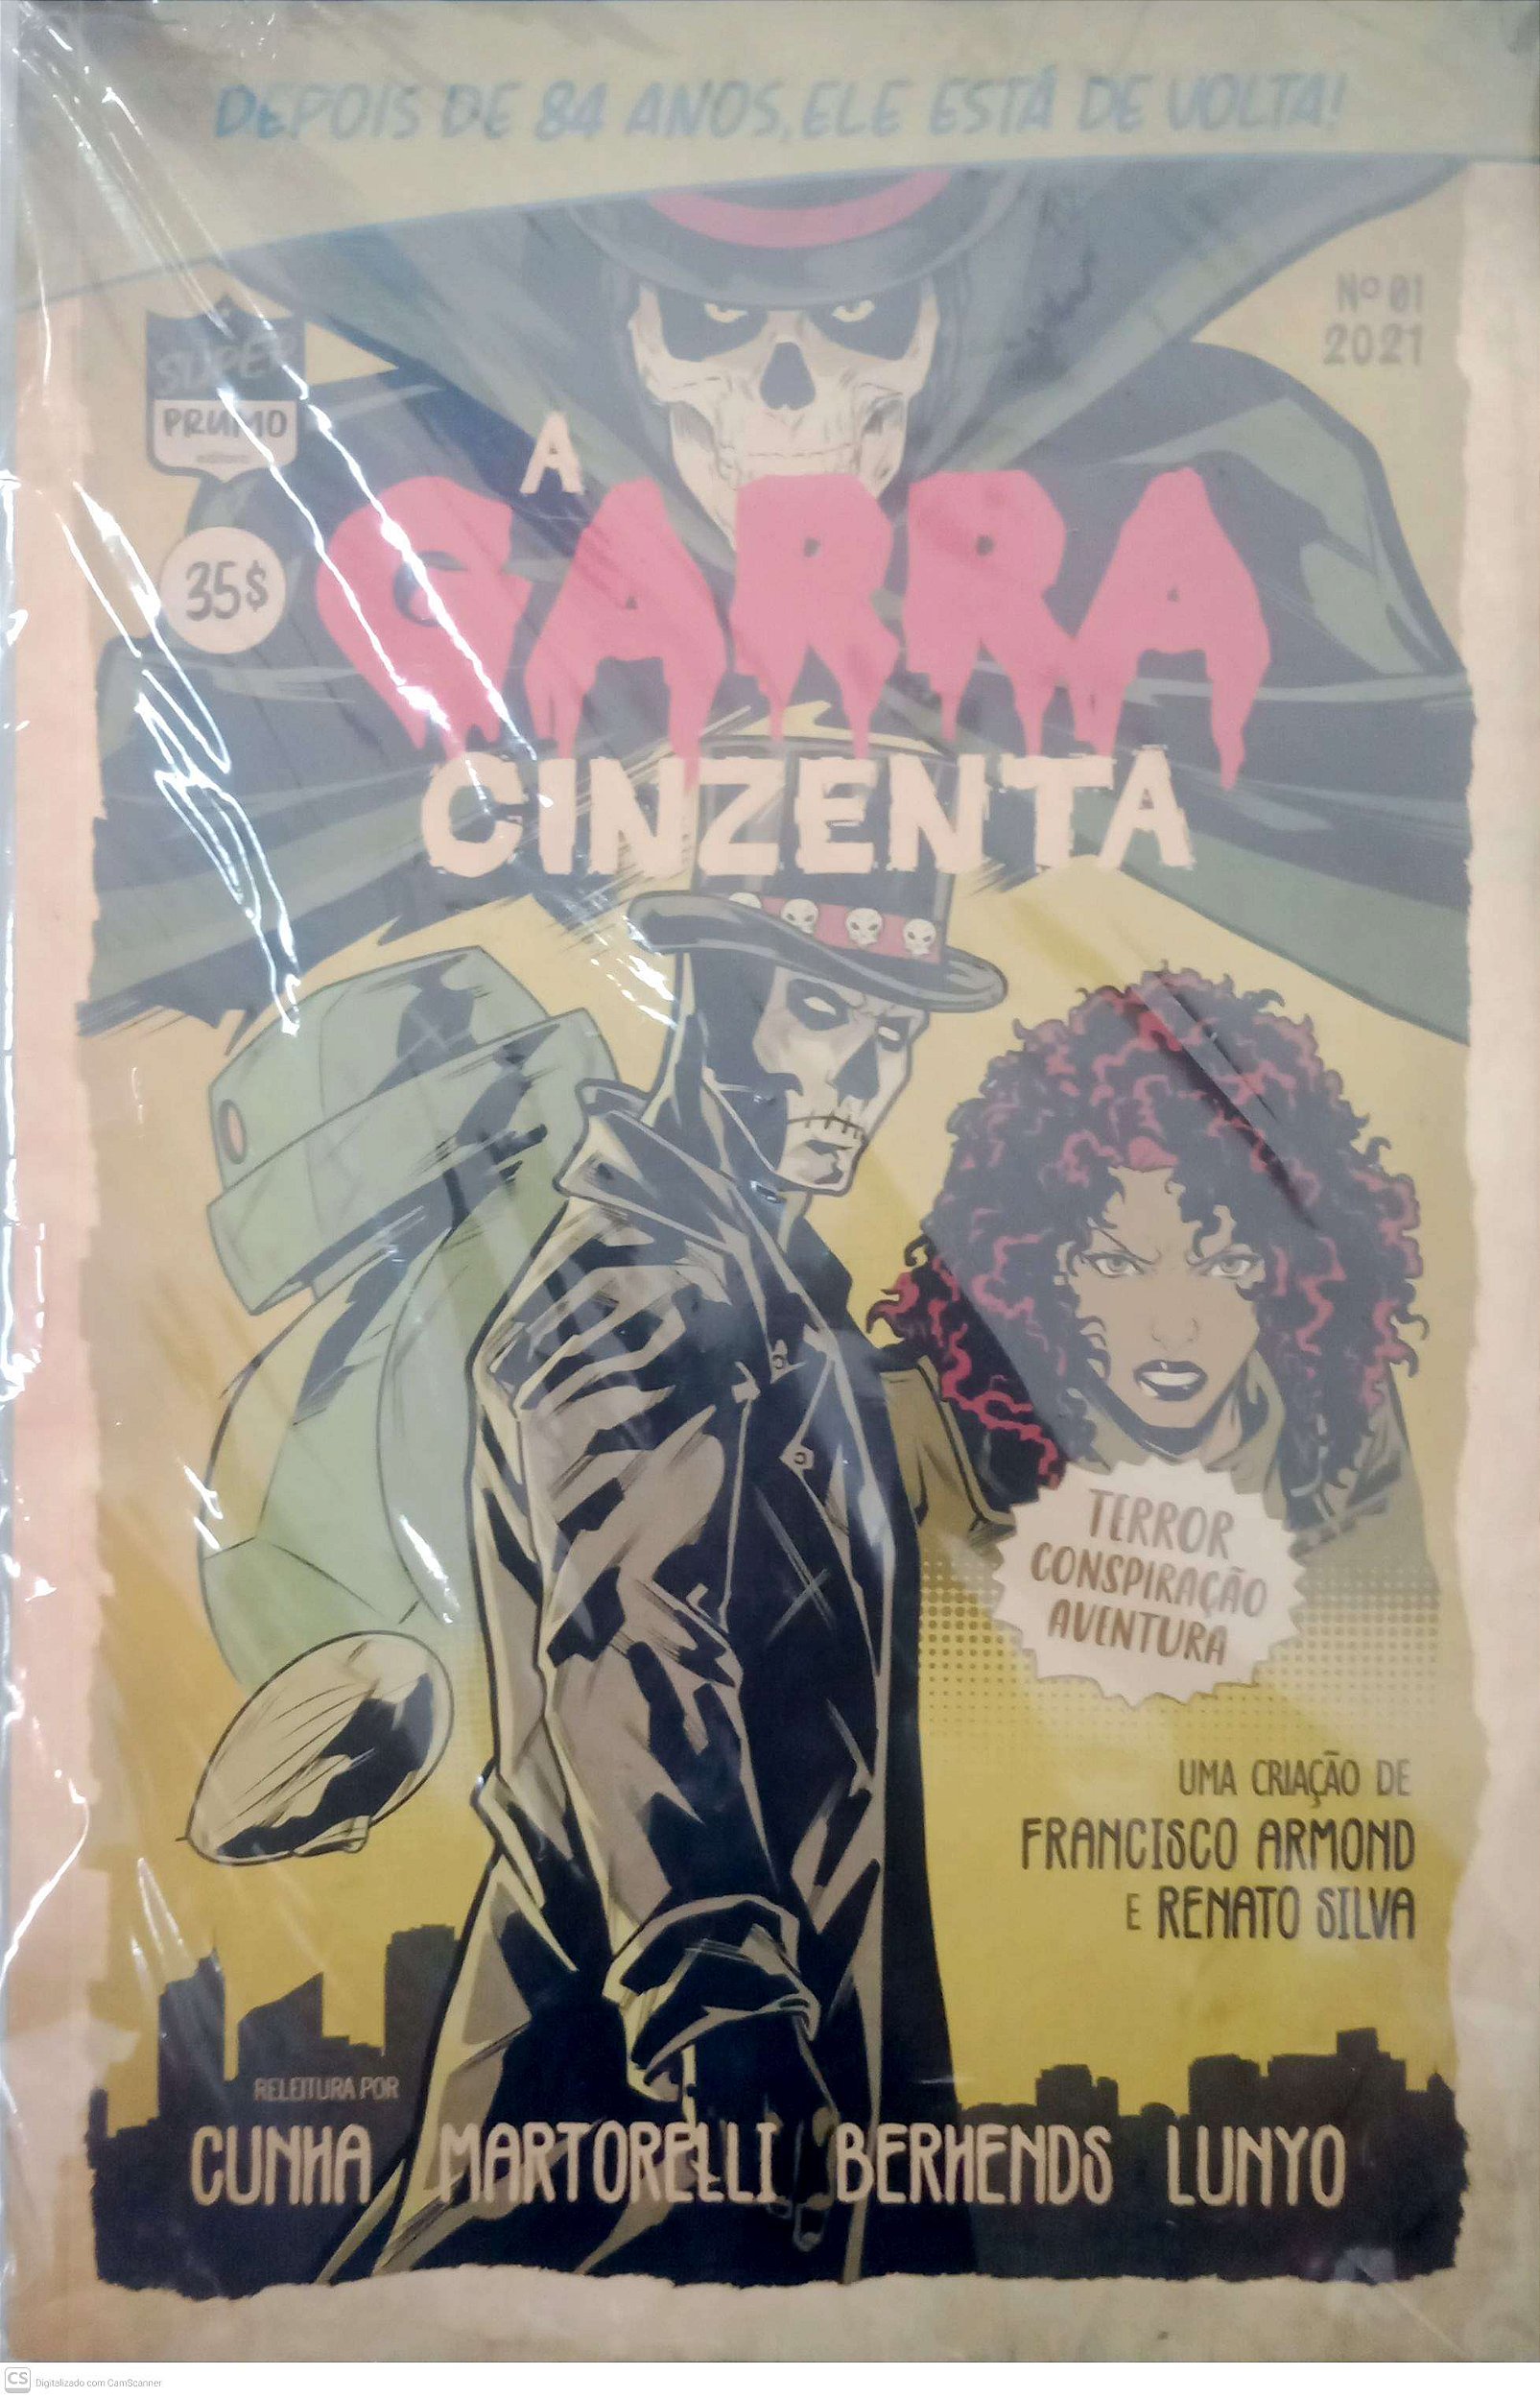 DEPOIS DE 84 ANOS, ELE ESTÁ DE VOLTA!
Nº 01
2021
SUPER
PRUMO
35$
A
GARRA
CINZENTA
TERROR
CONSPIRAÇÃO
AVENTURA
UMA CRIAÇÃO DE
FRANCISCO ARMOND
E RENATO SILVA
RELEITURA POR
CUNHA MARTORELLI BERHENDS LUNYO
CS Digitalizado com CamScanner